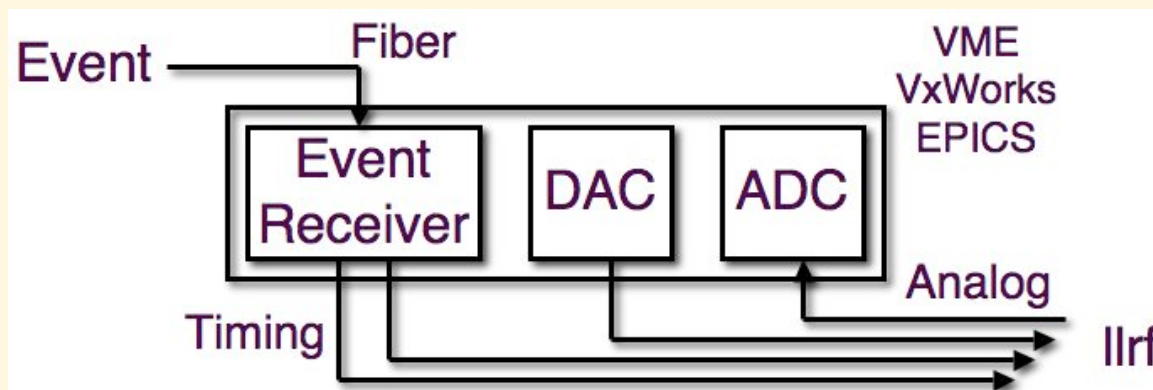 Event
Fiber
VME
VxWorks
EPICS
Event
Receiver
DAC
ADC
Timing
Analog
llrf